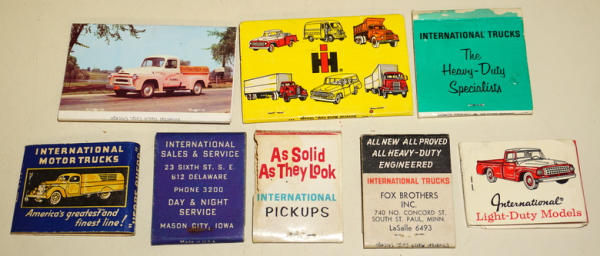 IH
INTERNATIONAL TRUCKS
The
Heavy-Duty
Specialists
INTERNATIONAL
MOTOR TRUCKS
America's greatest and
finest line!
INTERNATIONAL
SALES & SERVICE
23 SIXTH ST. S. E.
612 DELAWARE
PHONE 3200
DAY & NIGHT
SERVICE
MASON CITY, IOWA
MADE IN U.S.A.
As Solid
As They Look
INTERNATIONAL
PICKUPS
ALL NEW ALL PROVED
ALL HEAVY-DUTY
ENGINEERED
INTERNATIONAL TRUCKS
FOX BROTHERS
INC.
740 NO. CONCORD ST.
SOUTH ST. PAUL, MINN.
LaSalle 6493
International®
Light-Duty Models